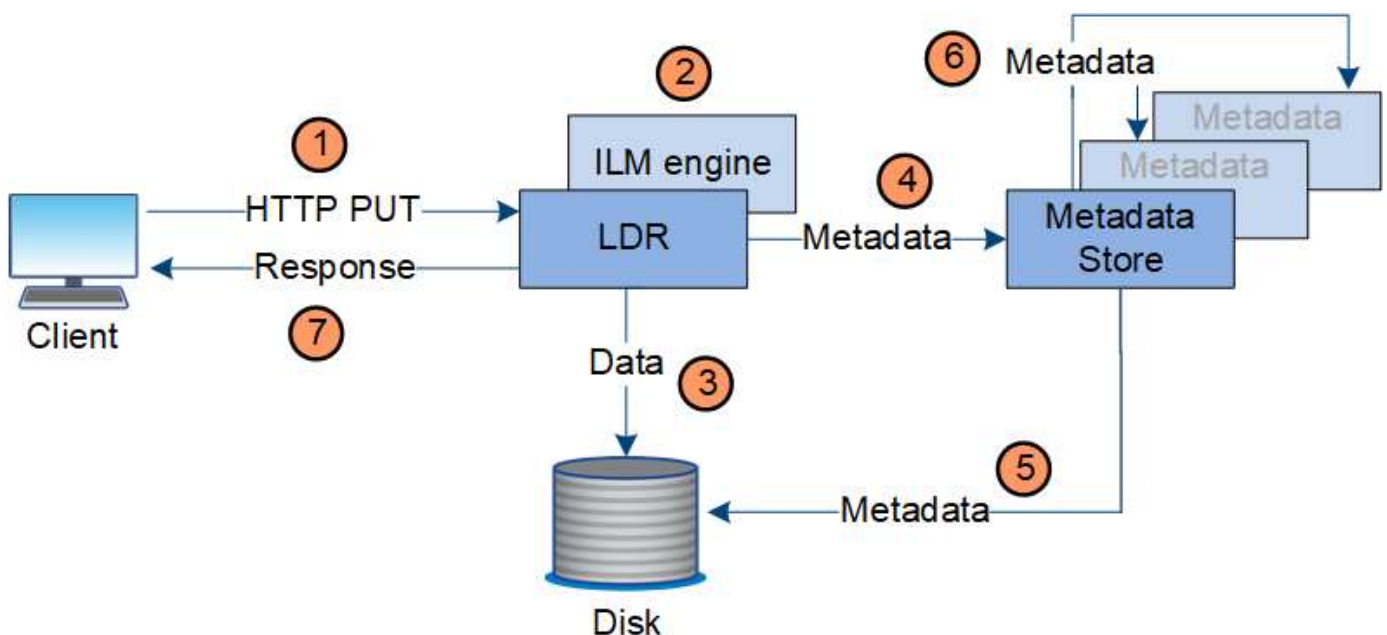 6
Metadata
2
Metadata
1
ILM engine
Metadata
4
HTTP PUT
LDR
Metadata
Metadata
Store
Response
7
Client
Data
3
5
Metadata
Disk